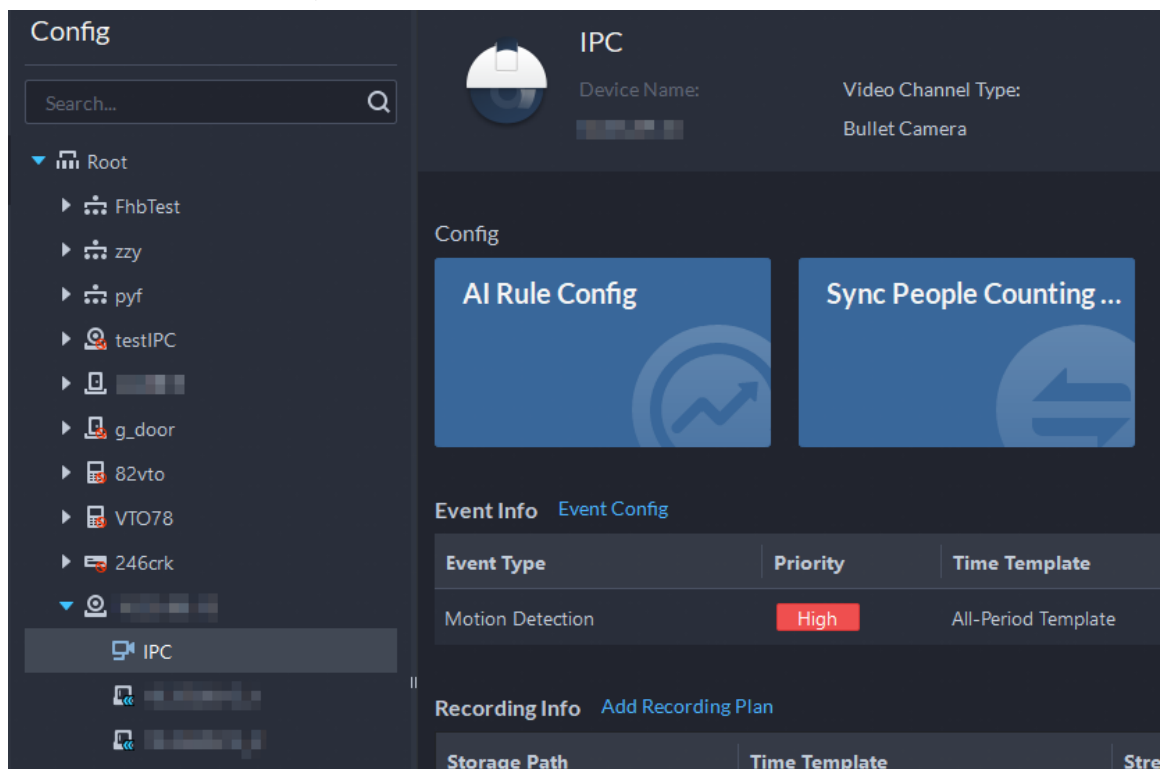 Config
Search...
Root
FhbTest
zzy
pyf
testIPC
g_door
82vto
VTO78
246crk
IPC
IPC
Device Name:
Video Channel Type:
Bullet Camera
Config
AI Rule Config
Sync People Counting ...
Event Info Event Config
Event Type Priority Time Template
Motion Detection High All-Period Template
Recording Info Add Recording Plan
Storage Path Time Template Stre